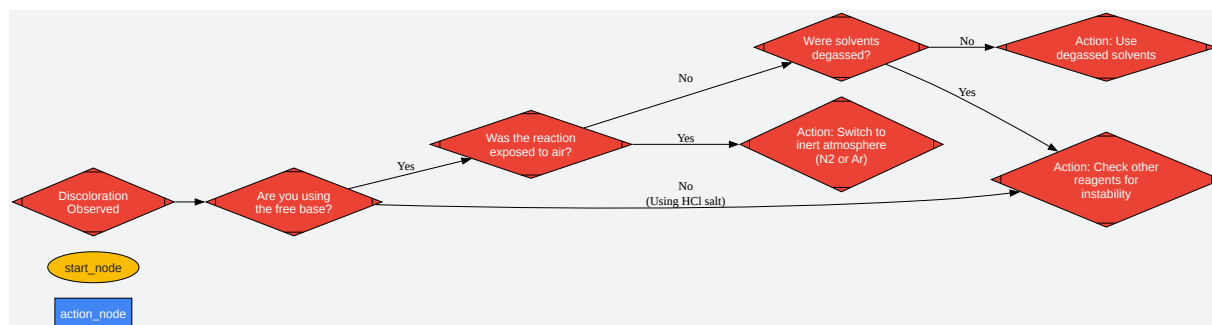 Were solvents
degassed?
No
Action: Use
degassed solvents
No
Yes
Was the reaction
exposed to air?
Yes
Action: Switch to
inert atmosphere
(N2 or Ar)
Action: Check other
reagents for
instability
Yes
Discoloration
Observed
Are you using
the free base?
No
(Using HCl salt)
start_node
action_node